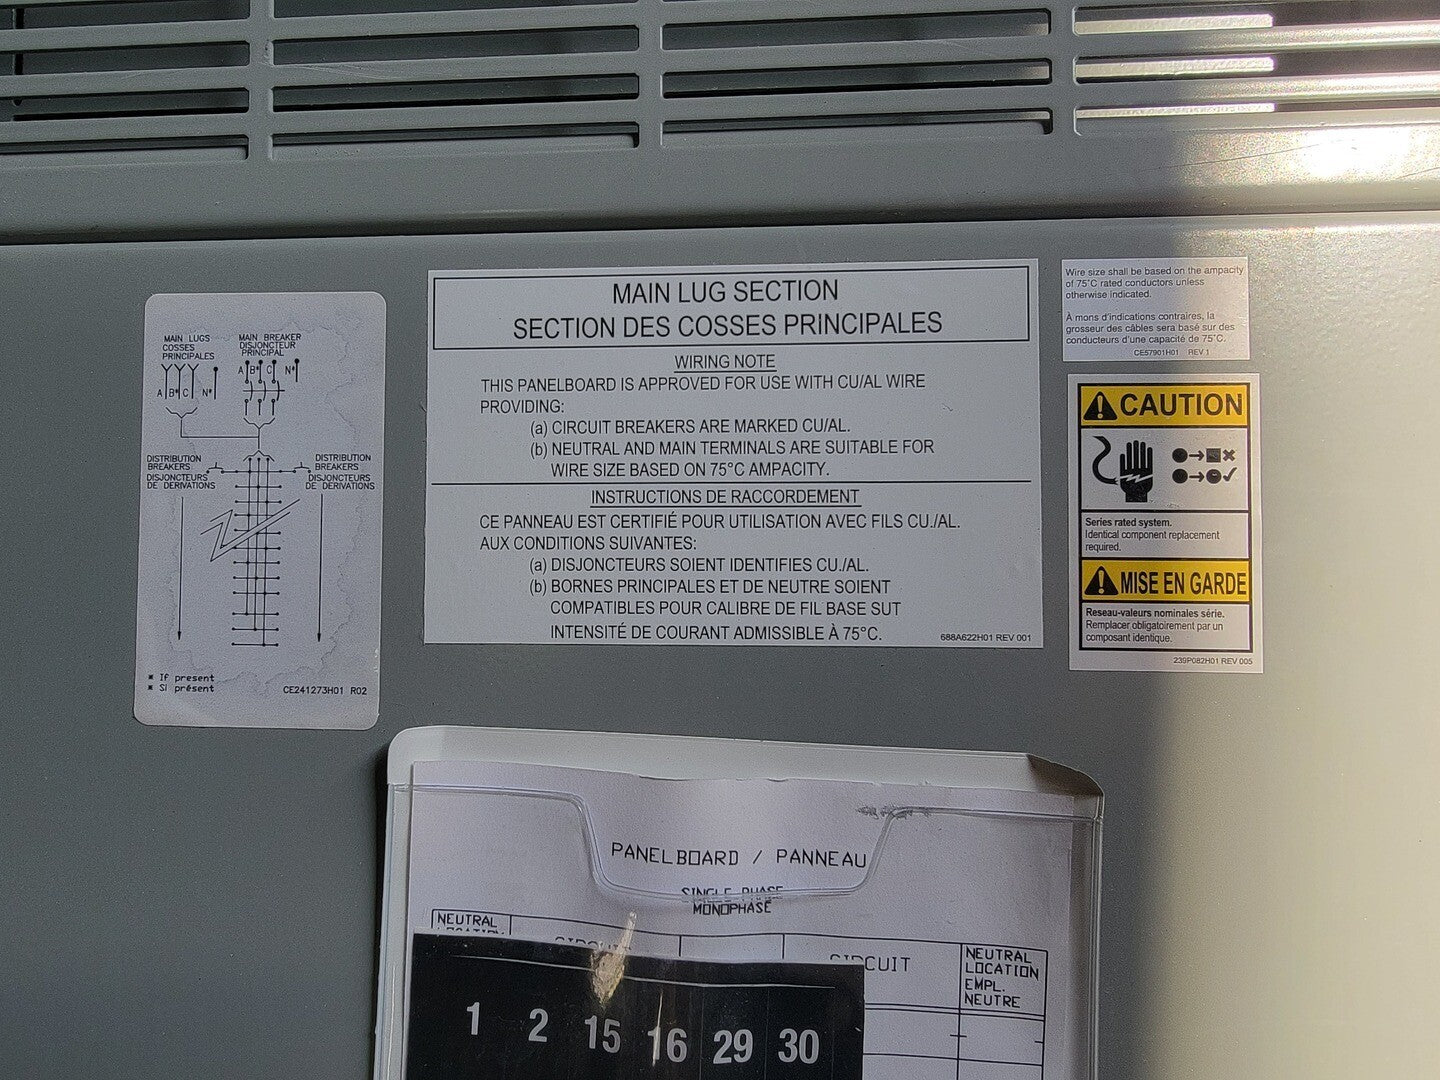 MAIN LUGS
COSSES
PRINCIPALES
MAIN BREAKER
DISJONCTEUR
PRINCIPAL
A B* C N*
A B* C N*
DISTRIBUTION
BREAKERS
DISJONCTEURS
DE DERIVATIONS
DISTRIBUTION
BREAKERS
DISJONCTEURS
DE DERIVATIONS
* If present
* Si présent
CE241273H01 R02
MAIN LUG SECTION
SECTION DES COSSES PRINCIPALES
WIRING NOTE
THIS PANELBOARD IS APPROVED FOR USE WITH CU/AL WIRE
PROVIDING:
(a) CIRCUIT BREAKERS ARE MARKED CU/AL.
(b) NEUTRAL AND MAIN TERMINALS ARE SUITABLE FOR
WIRE SIZE BASED ON 75°C AMPACITY.
INSTRUCTIONS DE RACCORDEMENT
CE PANNEAU EST CERTIFIÉ POUR UTILISATION AVEC FILS CU./AL.
AUX CONDITIONS SUIVANTES:
(a) DISJONCTEURS SOIENT IDENTIFIES CU./AL.
(b) BORNES PRINCIPALES ET DE NEUTRE SOIENT
COMPATIBLES POUR CALIBRE DE FIL BASE SUT
INTENSITÉ DE COURANT ADMISSIBLE À 75°C.
688A622H01 REV 001
Wire size shall be based on the ampacity
of 75°C rated conductors unless
otherwise indicated.
À mons d'indications contraires, la
grosseur des câbles sera basé sur des
conducteurs d'une capacité de 75°C.
CE57901H01 REV 1
CAUTION
Series rated system.
Identical component replacement
required.
MISE EN GARDE
Reseau-valeurs nominales série.
Remplacer obligatoirement par un
composant identique.
239P082H01 REV 005
PANELBOARD / PANNEAU
SINGLE PHASE
MONOPHASE
NEUTRAL
LOCATION
CIRCUIT
CIRCUIT
NEUTRAL
LOCATION
EMPL.
NEUTRE
1 2 15 16 29 30